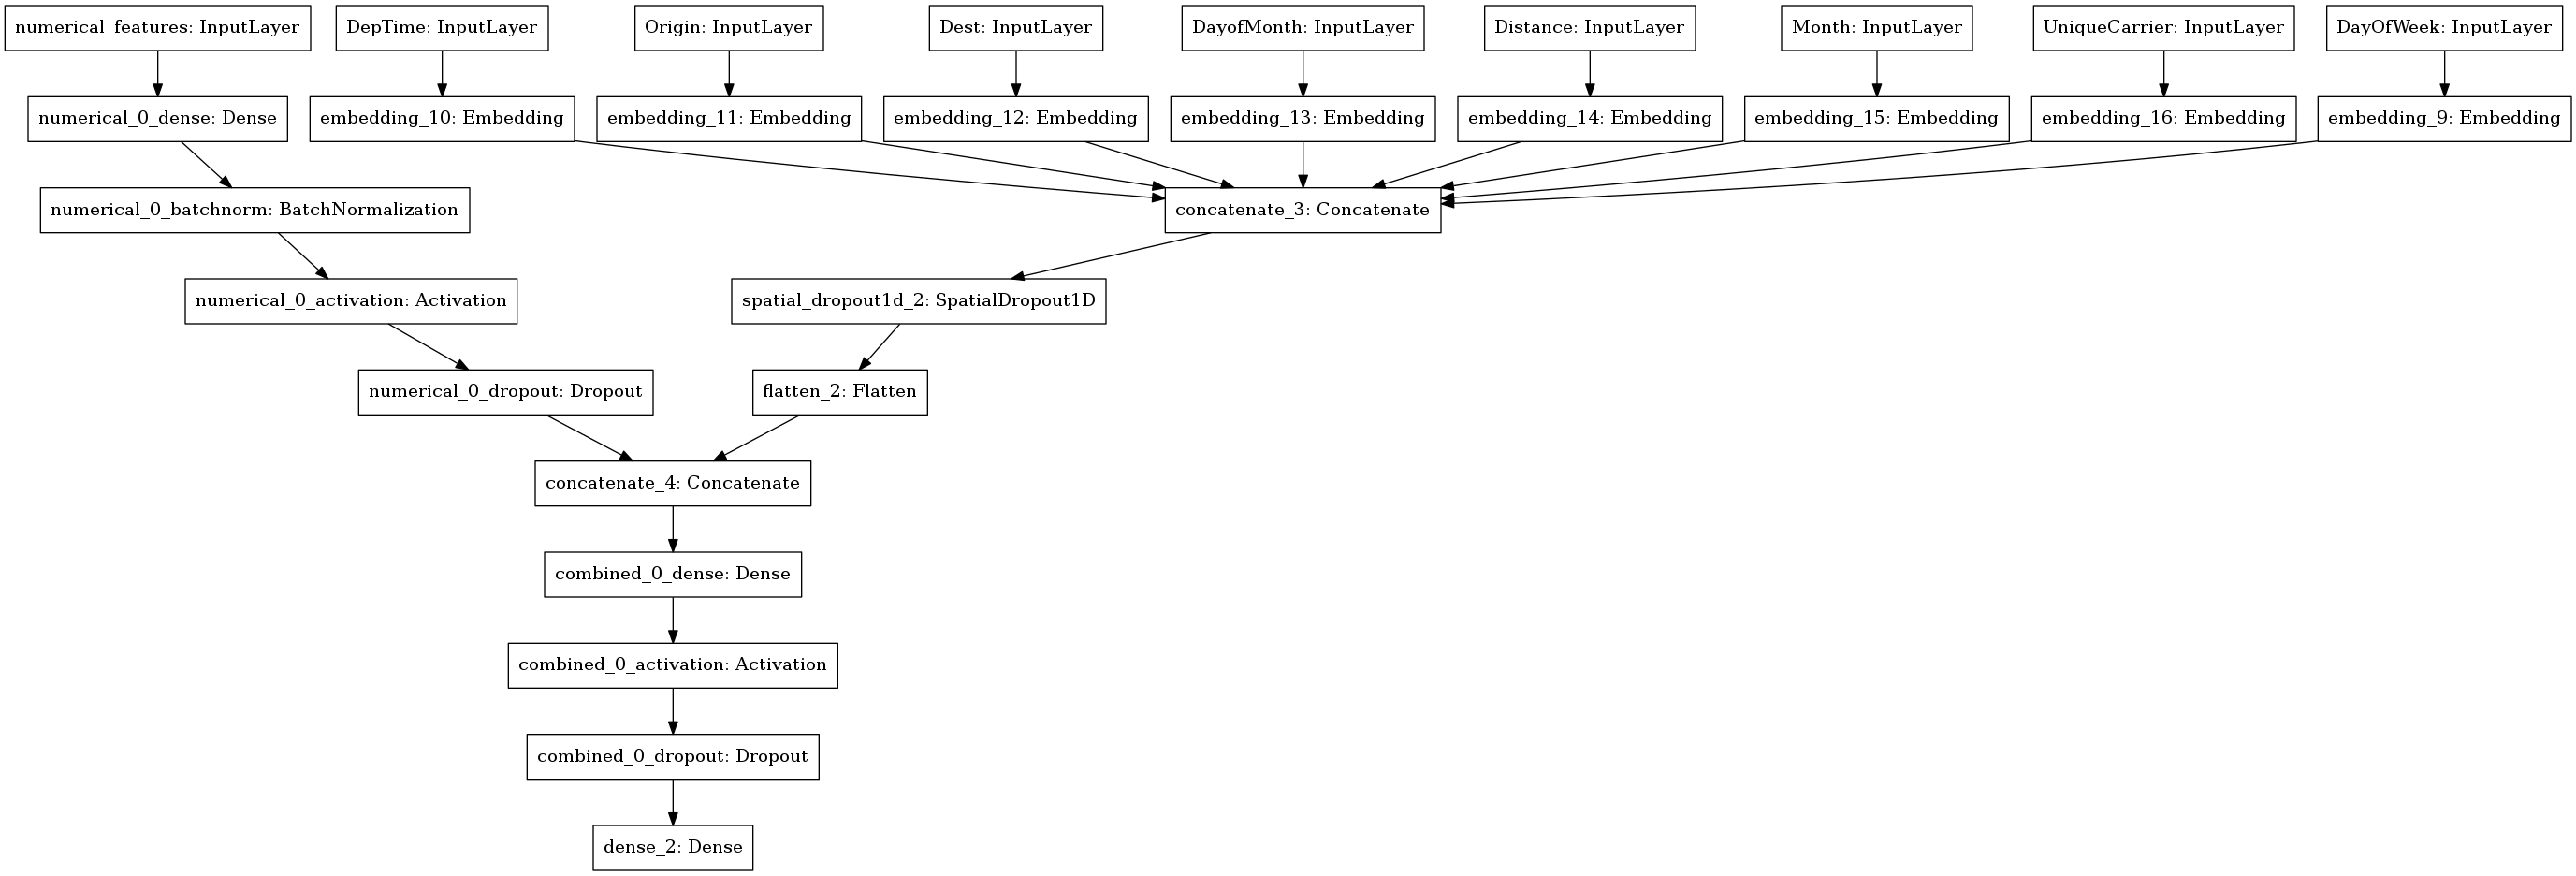 numerical_features: InputLayer
DepTime: InputLayer
Origin: InputLayer
Dest: InputLayer
DayofMonth: InputLayer
Distance: InputLayer
Month: InputLayer
UniqueCarrier: InputLayer
DayOfWeek: InputLayer
numerical_0_dense: Dense
embedding_10: Embedding
embedding_11: Embedding
embedding_12: Embedding
embedding_13: Embedding
embedding_14: Embedding
embedding_15: Embedding
embedding_16: Embedding
embedding_9: Embedding
numerical_0_batchnorm: BatchNormalization
concatenate_3: Concatenate
numerical_0_activation: Activation
spatial_dropout1d_2: SpatialDropout1D
numerical_0_dropout: Dropout
flatten_2: Flatten
concatenate_4: Concatenate
combined_0_dense: Dense
combined_0_activation: Activation
combined_0_dropout: Dropout
dense_2: Dense